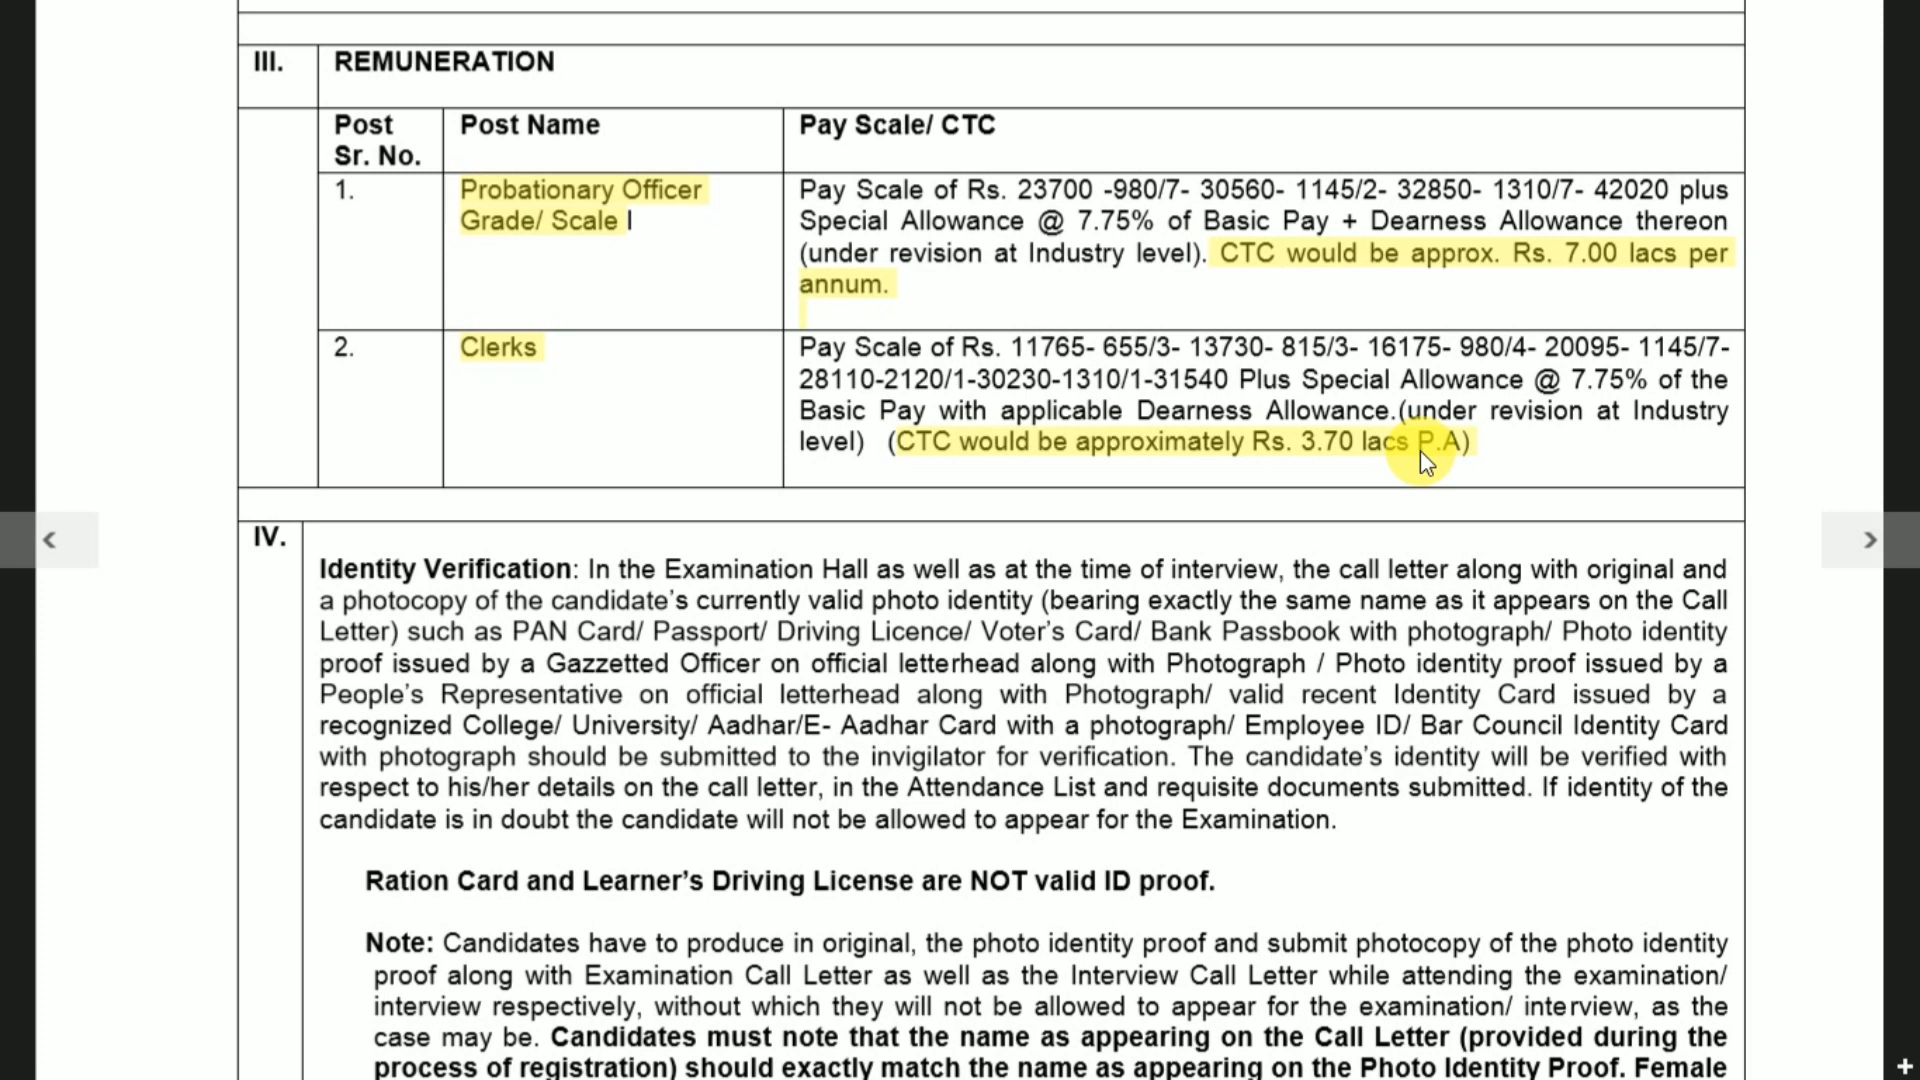 III. REMUNERATION
Post Post Name Pay Scale/ CTC
Sr. No.
1. Probationary Officer Pay Scale of Rs. 23700 -980/7- 30560- 1145/2- 32850- 1310/7- 42020 plus
Grade/ Scale I Special Allowance @ 7.75% of Basic Pay + Dearness Allowance thereon
(under revision at Industry level). CTC would be approx. Rs. 7.00 lacs per
annum.
2. Clerks Pay Scale of Rs. 11765- 655/3- 13730- 815/3- 16175- 980/4- 20095- 1145/7-
28110-2120/1-30230-1310/1-31540 Plus Special Allowance @ 7.75% of the
Basic Pay with applicable Dearness Allowance.(under revision at Industry
level) (CTC would be approximately Rs. 3.70 lacs P.A)
IV.
Identity Verification: In the Examination Hall as well as at the time of interview, the call letter along with original and
a photocopy of the candidate's currently valid photo identity (bearing exactly the same name as it appears on the Call
Letter) such as PAN Card/ Passport/ Driving Licence/ Voter's Card/ Bank Passbook with photograph/ Photo identity
proof issued by a Gazzetted Officer on official letterhead along with Photograph / Photo identity proof issued by a
People's Representative on official letterhead along with Photograph/ valid recent Identity Card issued by a
recognized College/ University/ Aadhar/E- Aadhar Card with a photograph/ Employee ID/ Bar Council Identity Card
with photograph should be submitted to the invigilator for verification. The candidate's identity will be verified with
respect to his/her details on the call letter, in the Attendance List and requisite documents submitted. If identity of the
candidate is in doubt the candidate will not be allowed to appear for the Examination.
Ration Card and Learner's Driving License are NOT valid ID proof.
Note: Candidates have to produce in original, the photo identity proof and submit photocopy of the photo identity
proof along with Examination Call Letter as well as the Interview Call Letter while attending the examination/
interview respectively, without which they will not be allowed to appear for the examination/ interview, as the
case may be. Candidates must note that the name as appearing on the Call Letter (provided during the
process of registration) should exactly match the name as appearing on the Photo Identity Proof. Female